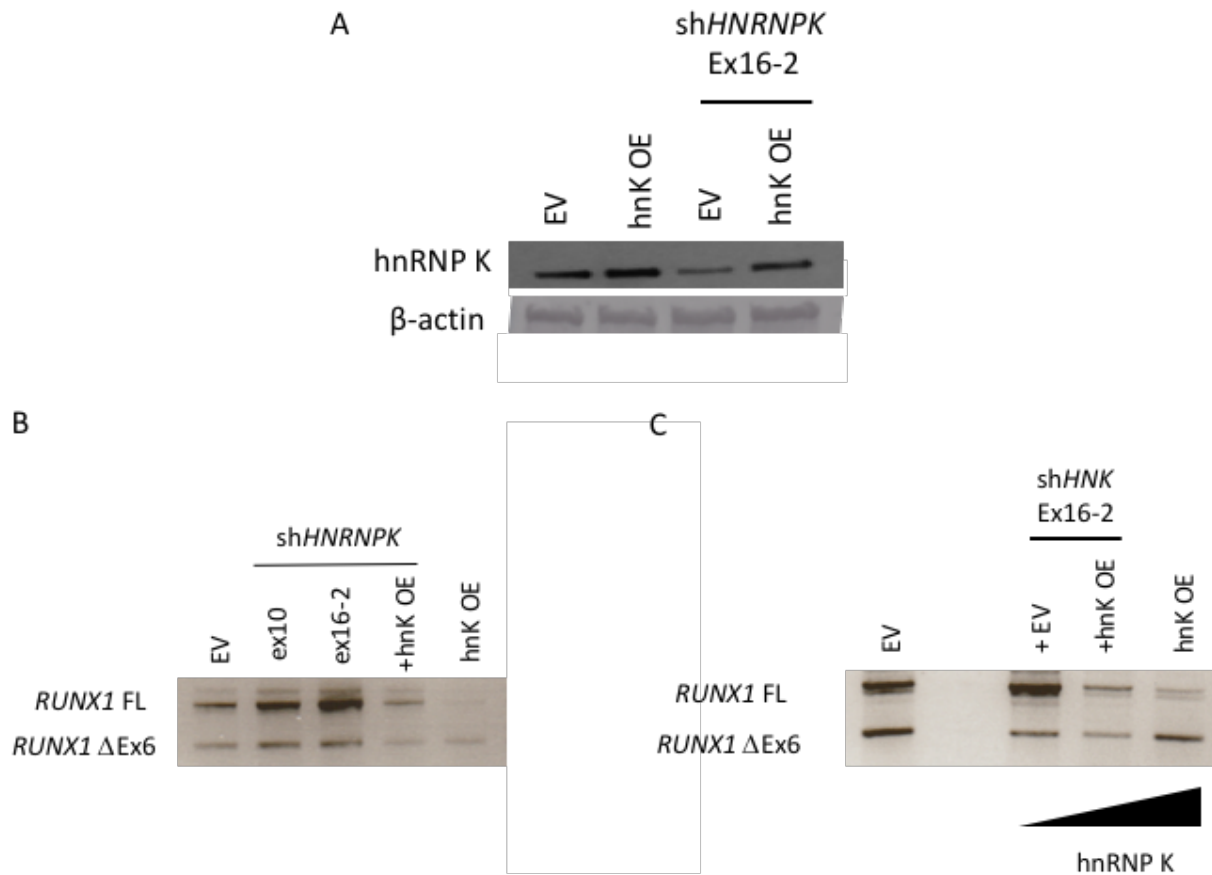 A
shHNRNPK
Ex16-2
EV
hnK OE
EV
hnK OE
hnRNP K
β-actin
B
shHNRNPK
EV
ex10
ex16-2
+hnK OE
hnK OE
RUNX1 FL
RUNX1 ΔEx6
C
shHNK
Ex16-2
EV
+ EV
+hnK OE
hnK OE
RUNX1 FL
RUNX1 ΔEx6
hnRNP K